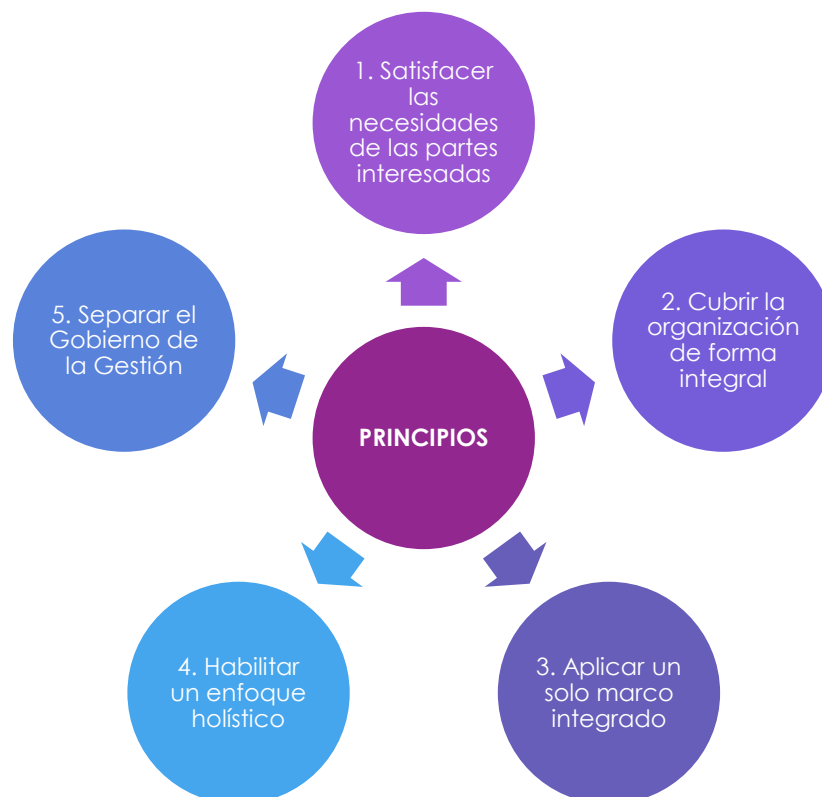 1. Satisfacer
las
necesidades
de las partes
interesadas
2. Cubrir la
organización
de forma
integral
3. Aplicar un
solo marco
integrado
4. Habilitar
un enfoque
holístico
5. Separar el
Gobierno de
la Gestión
PRINCIPIOS